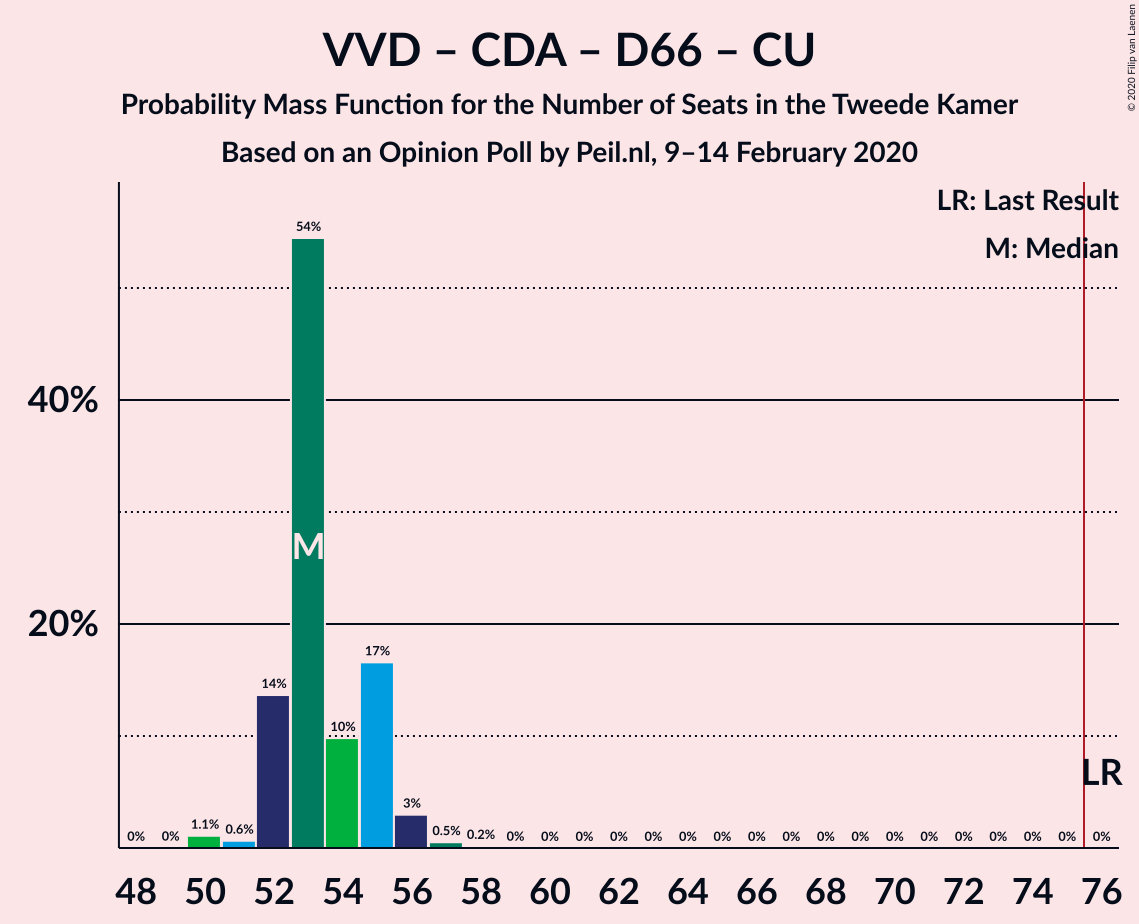 © 2020 Filip van Laenen
VVD – CDA – D66 – CU
Probability Mass Function for the Number of Seats in the Tweede Kamer
Based on an Opinion Poll by Peil.nl, 9–14 February 2020
LR: Last Result
M: Median
40%
20%
0% 0% 1.1% 0.6% 14% 54% 10% 17% 3% 0.5% 0.2% 0% 0% 0% 0% 0% 0% 0% 0% 0% 0% 0% 0% 0% 0% 0% 0% 0% 0%
M
LR
48 50 52 54 56 58 60 62 64 66 68 70 72 74 76